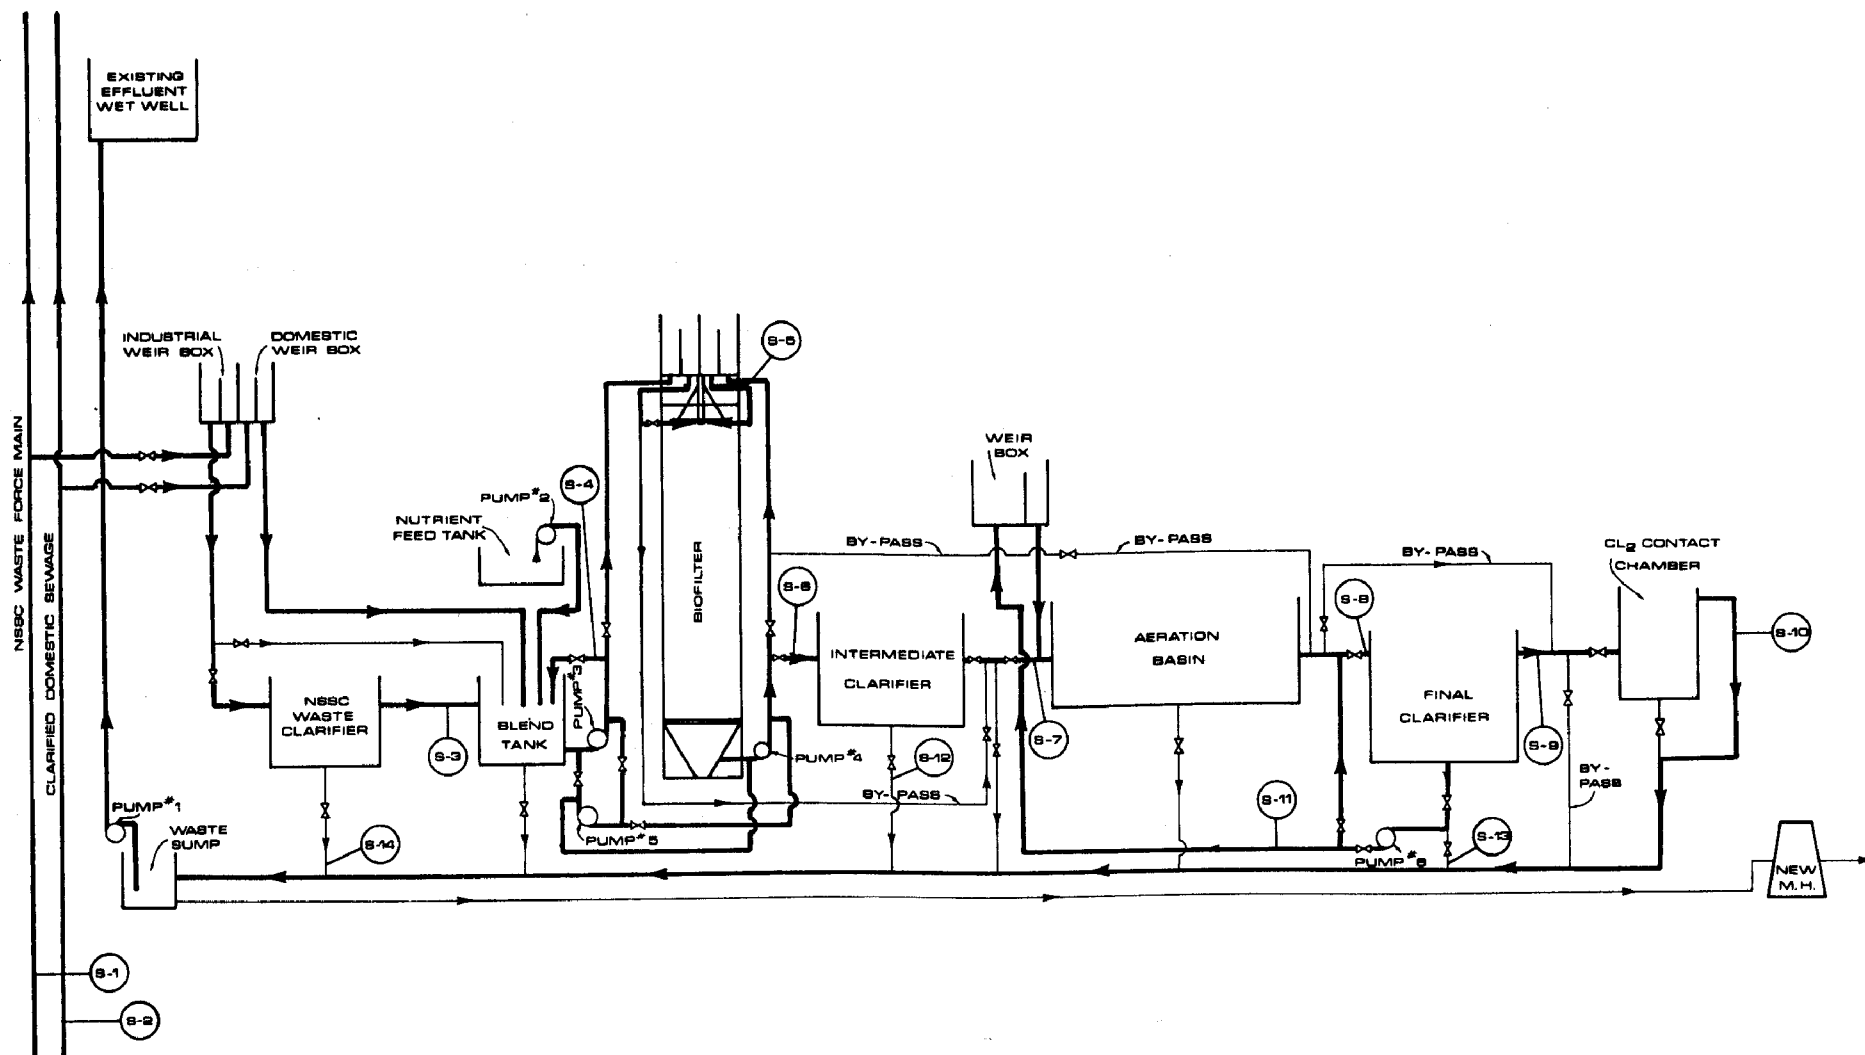 EXISTING
EFFLUENT
WET WELL
INDUSTRIAL
WEIR BOX
DOMESTIC
WEIR BOX
NSSC WASTE FORCE MAIN
CLARIFIED DOMESTIC SEWAGE
S-5
S-4
PUMP #2
NUTRIENT
FEED TANK
BIOFILTER
WEIR
BOX
BY-PASS
BY-PASS
BY-PASS
CL2 CONTACT
CHAMBER
S-6
S-8
S-10
INTERMEDIATE
CLARIFIER
AERATION
BASIN
FINAL
CLARIFIER
NSSC
WASTE
CLARIFIER
BLEND
TANK
PUMP #3
S-3
S-7
S-9
S-12
PUMP #4
BY-PASS
BY-
PASS
S-11
PUMP #1
WASTE
SUMP
S-14
PUMP #5
PUMP #6
S-13
NEW
M.H.
S-1
S-2